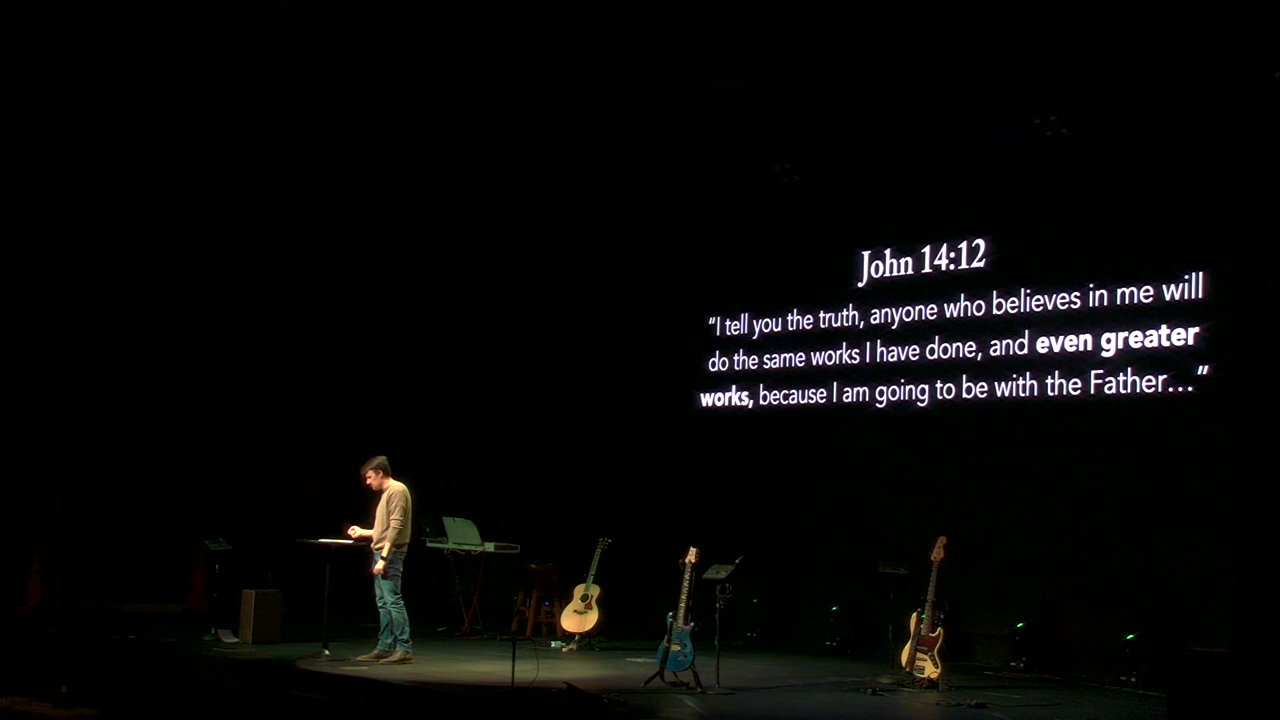 John 14:12
“I tell you the truth, anyone who believes in me will
do the same works I have done, and even greater
works, because I am going to be with the Father…”